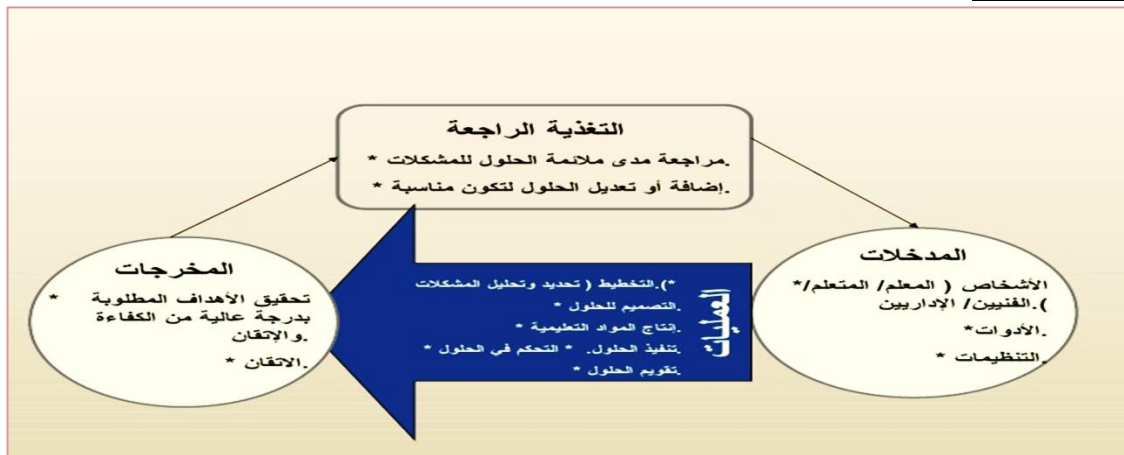 التغذية الراجعة
.مراجعة مدى ملائمة الحلول للمشكلات *
.إضافة أو تعديل الحلول لتكون مناسبة *
المدخلات
الأشخاص ( المعلم/ المتعلم/*
).الفنيين/ الإداريين
.الأدوات*
.التنظيمات *
العمليات
*).التخطيط ( تحديد وتحليل المشكلات
.التصميم للحلول *
.إنتاج المواد التعليمية *
.تنفيذ الحلول. * التحكم في الحلول *
.تقويم الحلول *
المخرجات
تحقيق الأهداف المطلوبة *
بدرجة عالية من الكفاءة
.والإتقان
.الاتقان *